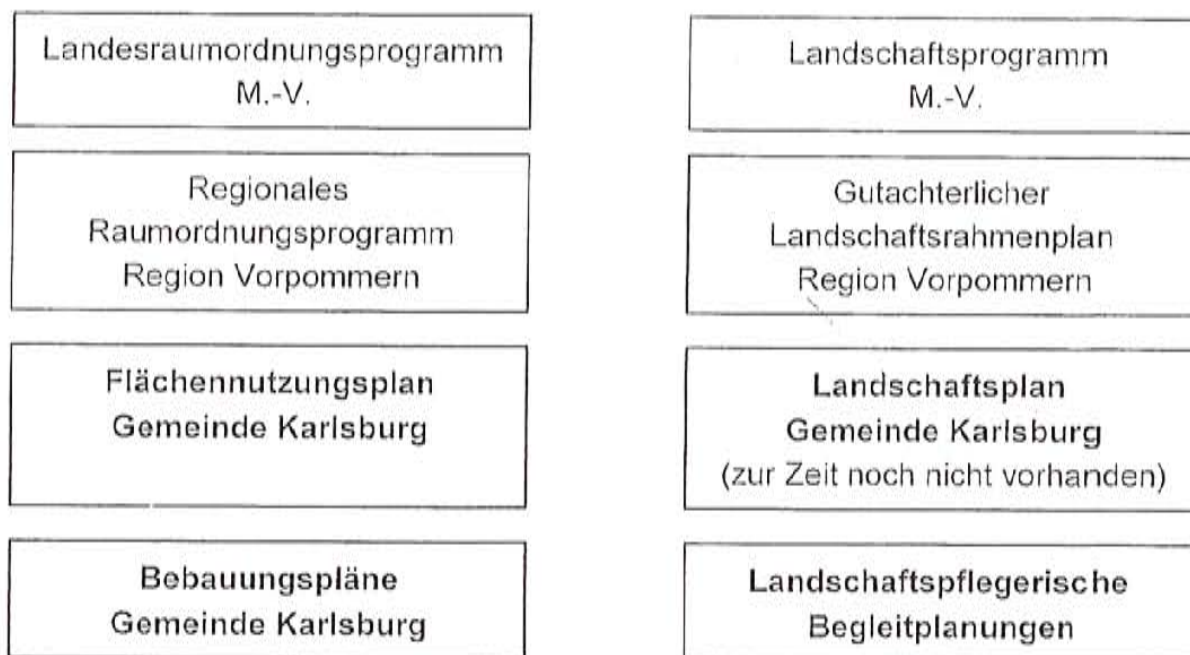 Landesraumordnungsprogramm
M.-V.
Landschaftsprogramm
M.-V.
Regionales
Raumordnungsprogramm
Region Vorpommern
Gutachterlicher
Landschaftsrahmenplan
Region Vorpommern
Flächennutzungsplan
Gemeinde Karlsburg
Landschaftsplan
Gemeinde Karlsburg
(zur Zeit noch nicht vorhanden)
Bebauungspläne
Gemeinde Karlsburg
Landschaftspflegerische
Begleitplanungen